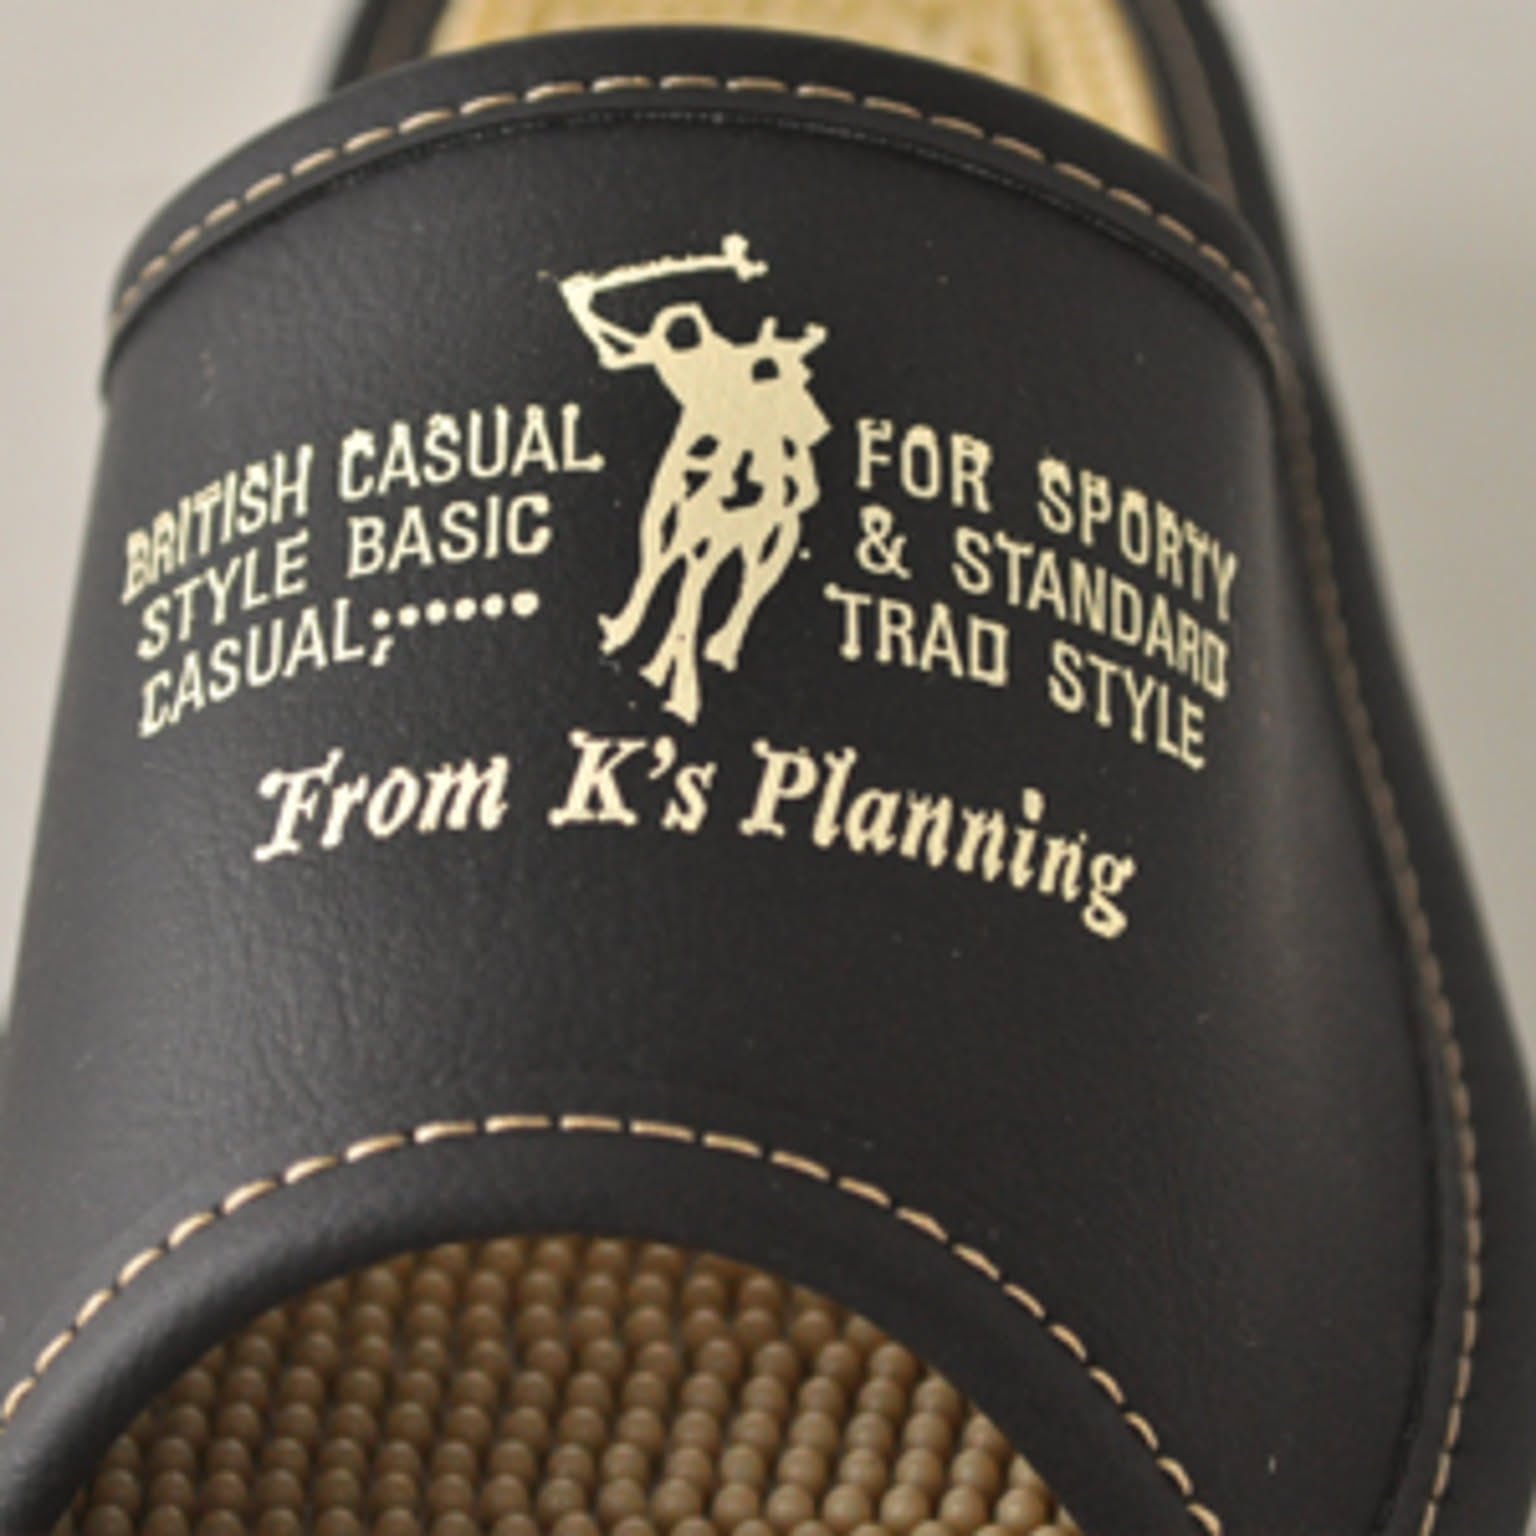 BRITISH CASUAL
STYLE BASIC
CASUAL;······
FOR SPORTY
& STANDARD
TRAD STYLE
From K's Planning